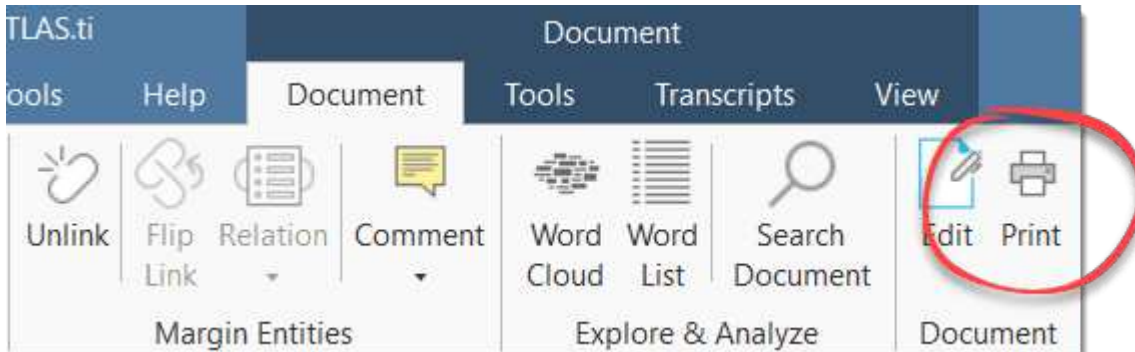 TLAS.ti
Document
ools Help Document Tools Transcripts View
Unlink Flip Relation Comment Word Word Search Edit Print
Link Cloud List Document
Margin Entities Explore & Analyze Document